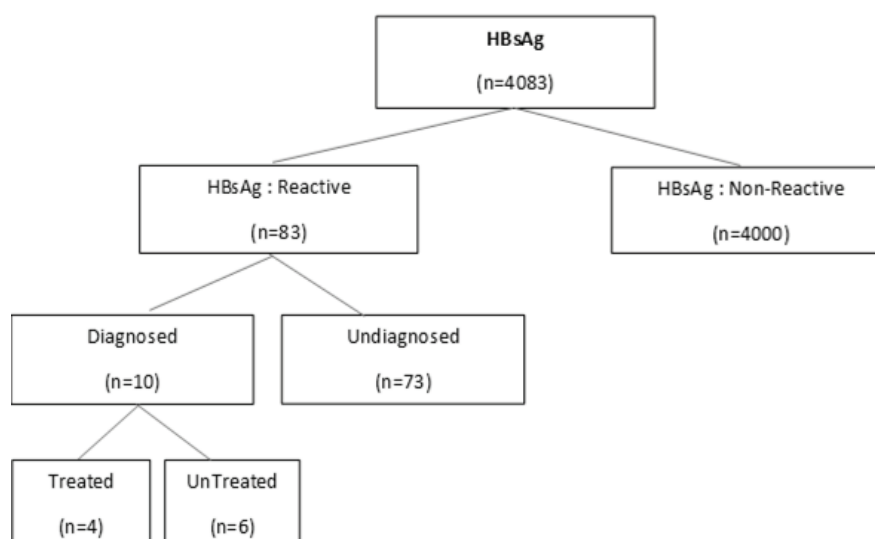 HBsAg
(n=4083)
HBsAg : Reactive
(n=83)
HBsAg : Non-Reactive
(n=4000)
Diagnosed
(n=10)
Undiagnosed
(n=73)
Treated
(n=4)
UnTreated
(n=6)